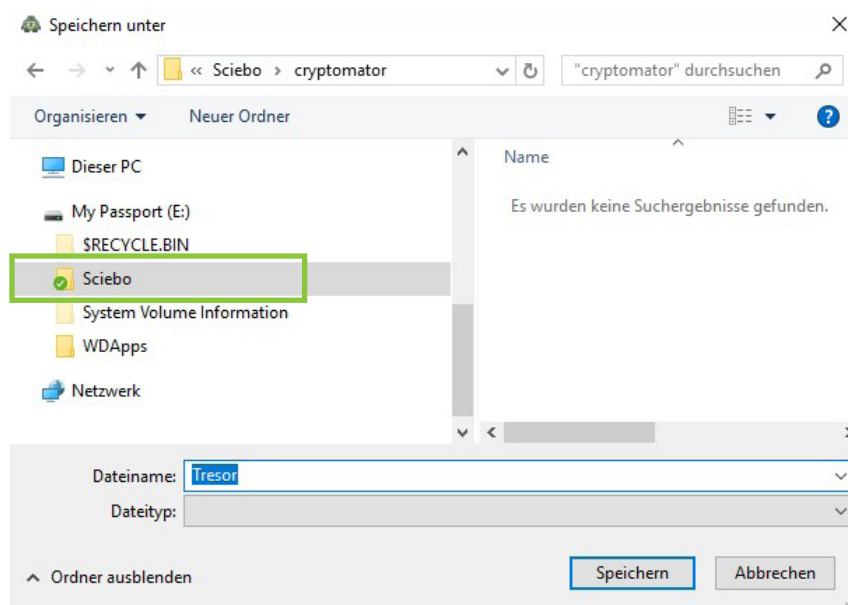 Speichern unter
« Sciebo > cryptomator
"cryptomator" durchsuchen
Organisieren
Neuer Ordner
Dieser PC
My Passport (E:)
$RECYCLE.BIN
Sciebo
System Volume Information
WDApps
Netzwerk
Name
Es wurden keine Suchergebnisse gefunden.
Dateiname: Tresor
Dateityp:
Ordner ausblenden
Speichern
Abbrechen